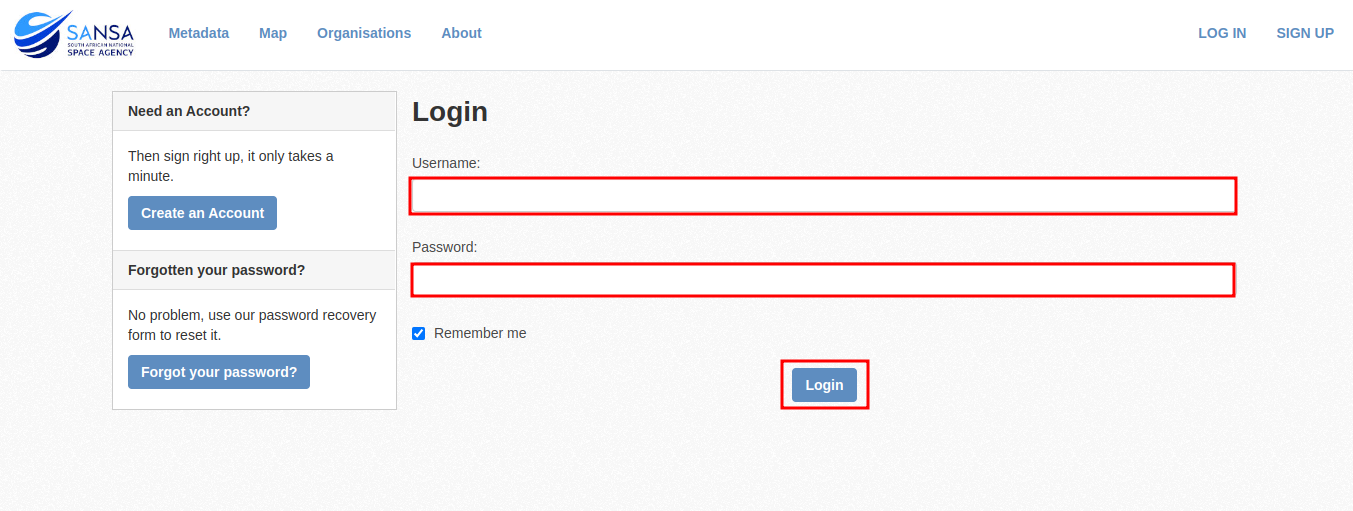 SANSA
SOUTH AFRICAN NATIONAL
SPACE AGENCY
Metadata
Map
Organisations
About
LOG IN
SIGN UP
Need an Account?
Then sign right up, it only takes a
minute.
Create an Account
Forgotten your password?
No problem, use our password recovery
form to reset it.
Forgot your password?
Login
Username:
Password:
Remember me
Login